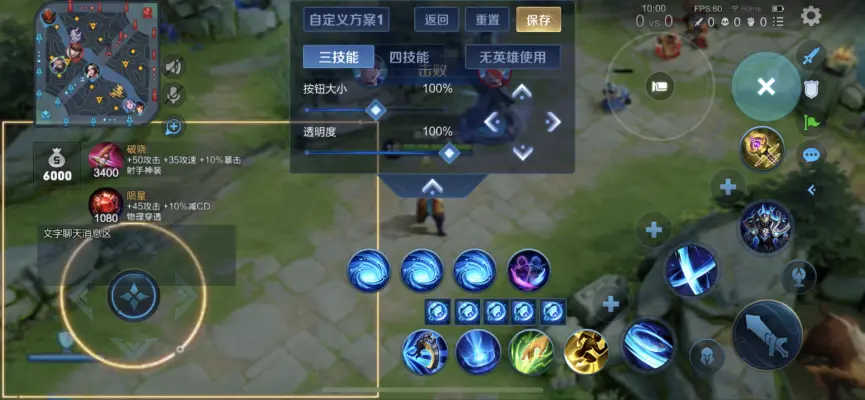 自定义方案1
返回
重置
保存
10:00
FPS:60
60ms
0 vs 0
0
0
0
三技能
四技能
无英雄使用
击败
按钮大小
100%
透明度
100%
S
6000
破晓
+50攻击 +35攻速 +10%暴击
3400
射手神装
陨星
+45攻击 +10%减CD
1080
物理穿透
文字聊天消息区